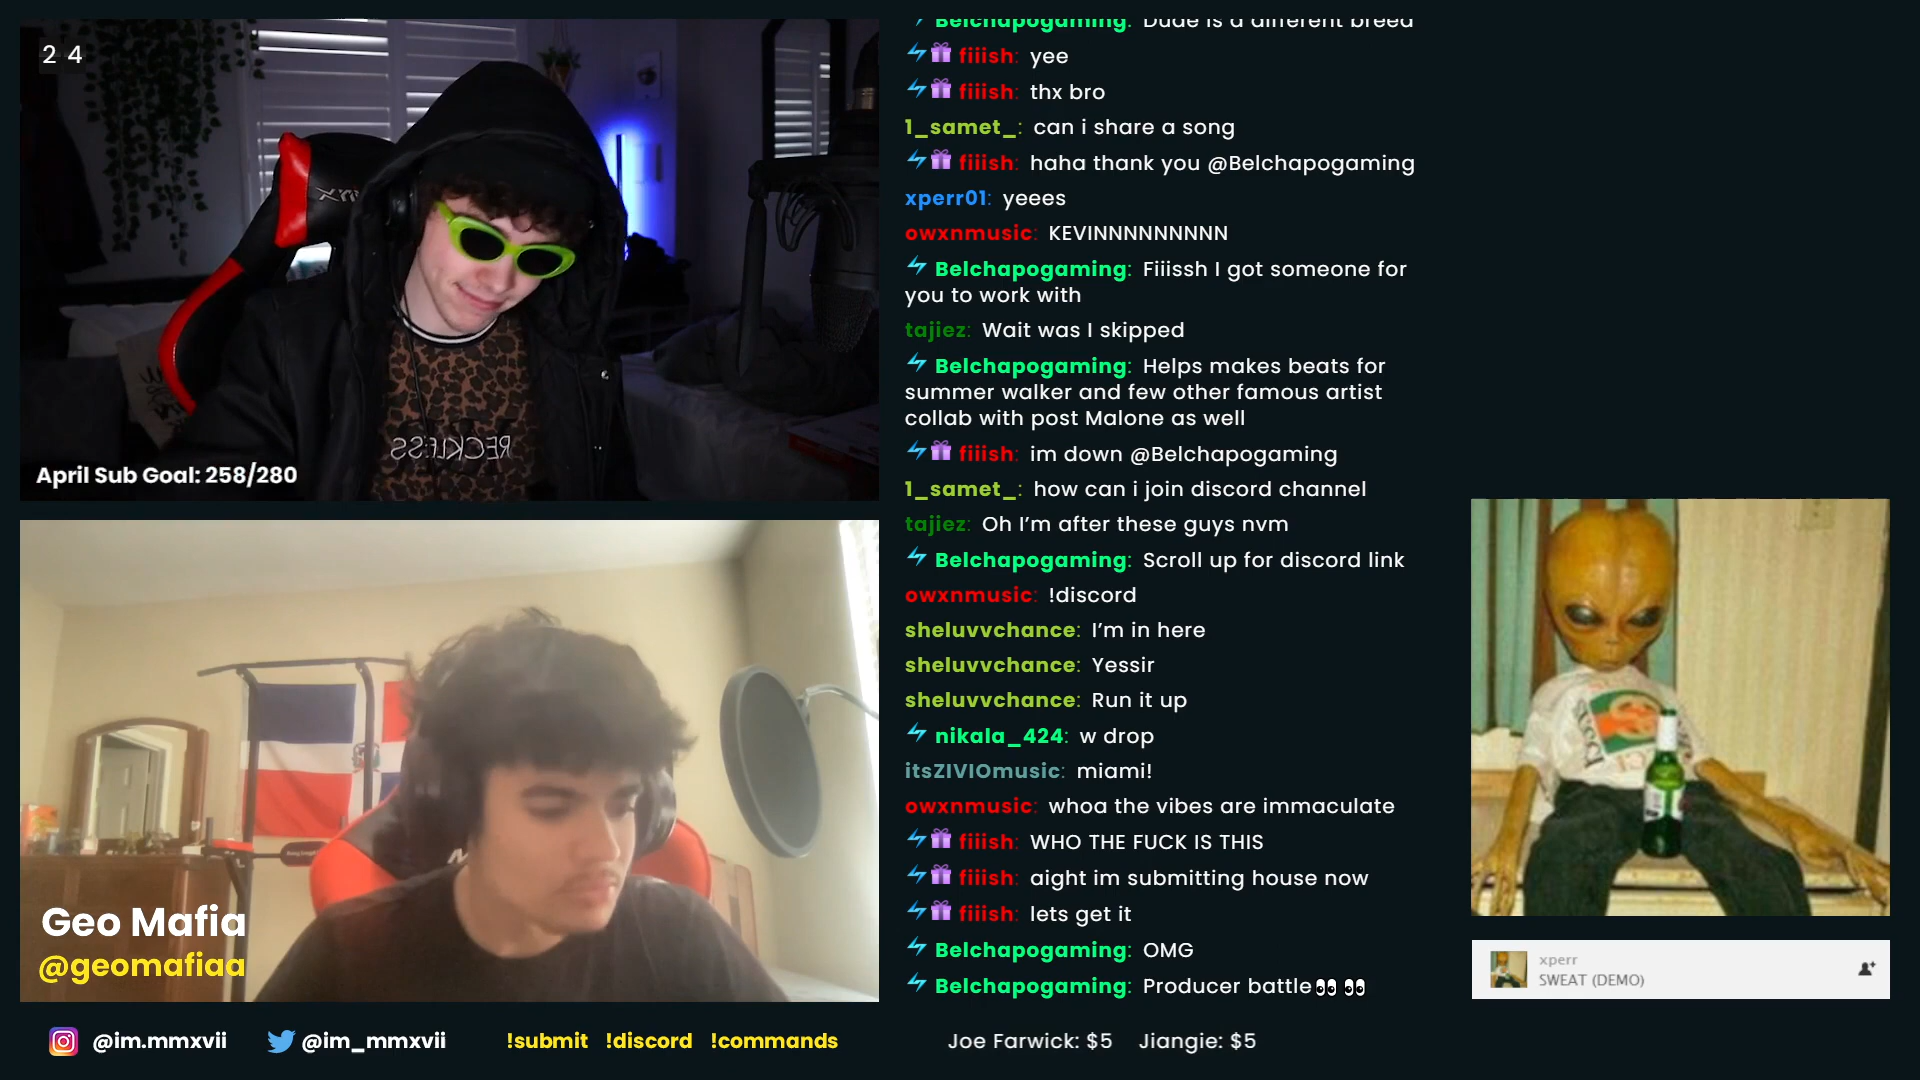 2 4
RECKLESS
April Sub Goal: 258/280
Geo Mafia
@geomafiaa
Belchapogaming: Dude is a different breed
fiiish: yee
fiiish: thx bro
1_samet_: can i share a song
fiiish: haha thank you @Belchapogaming
xperr01: yeees
owxnmusic: KEVINNNNNNNNN
Belchapogaming: Fiiissh I got someone for
you to work with
tajiez: Wait was I skipped
Belchapogaming: Helps makes beats for
summer walker and few other famous artist
collab with post Malone as well
fiiish: im down @Belchapogaming
1_samet_: how can i join discord channel
tajiez: Oh I'm after these guys nvm
Belchapogaming: Scroll up for discord link
owxnmusic: !discord
sheluvvchance: I'm in here
sheluvvchance: Yessir
sheluvvchance: Run it up
nikala_424: w drop
itsZIVIOmusic: miami!
owxnmusic: whoa the vibes are immaculate
fiiish: WHO THE FUCK IS THIS
fiiish: aight im submitting house now
fiiish: lets get it
Belchapogaming: OMG
Belchapogaming: Producer battle👀 👀
xperr
SWEAT (DEMO)
@im.mmxvii @im_mmxvii !submit !discord !commands
Joe Farwick: $5 Jiangie: $5